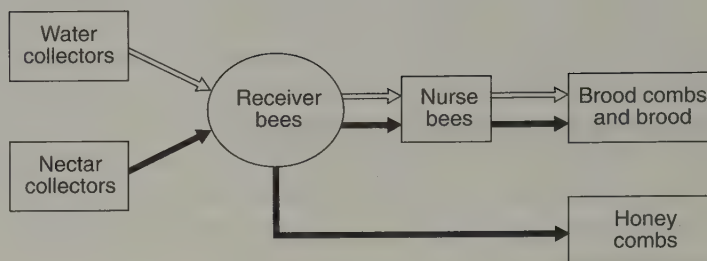 Water
collectors
Nectar
collectors
Receiver
bees
Nurse
bees
Brood combs
and brood
Honey
combs